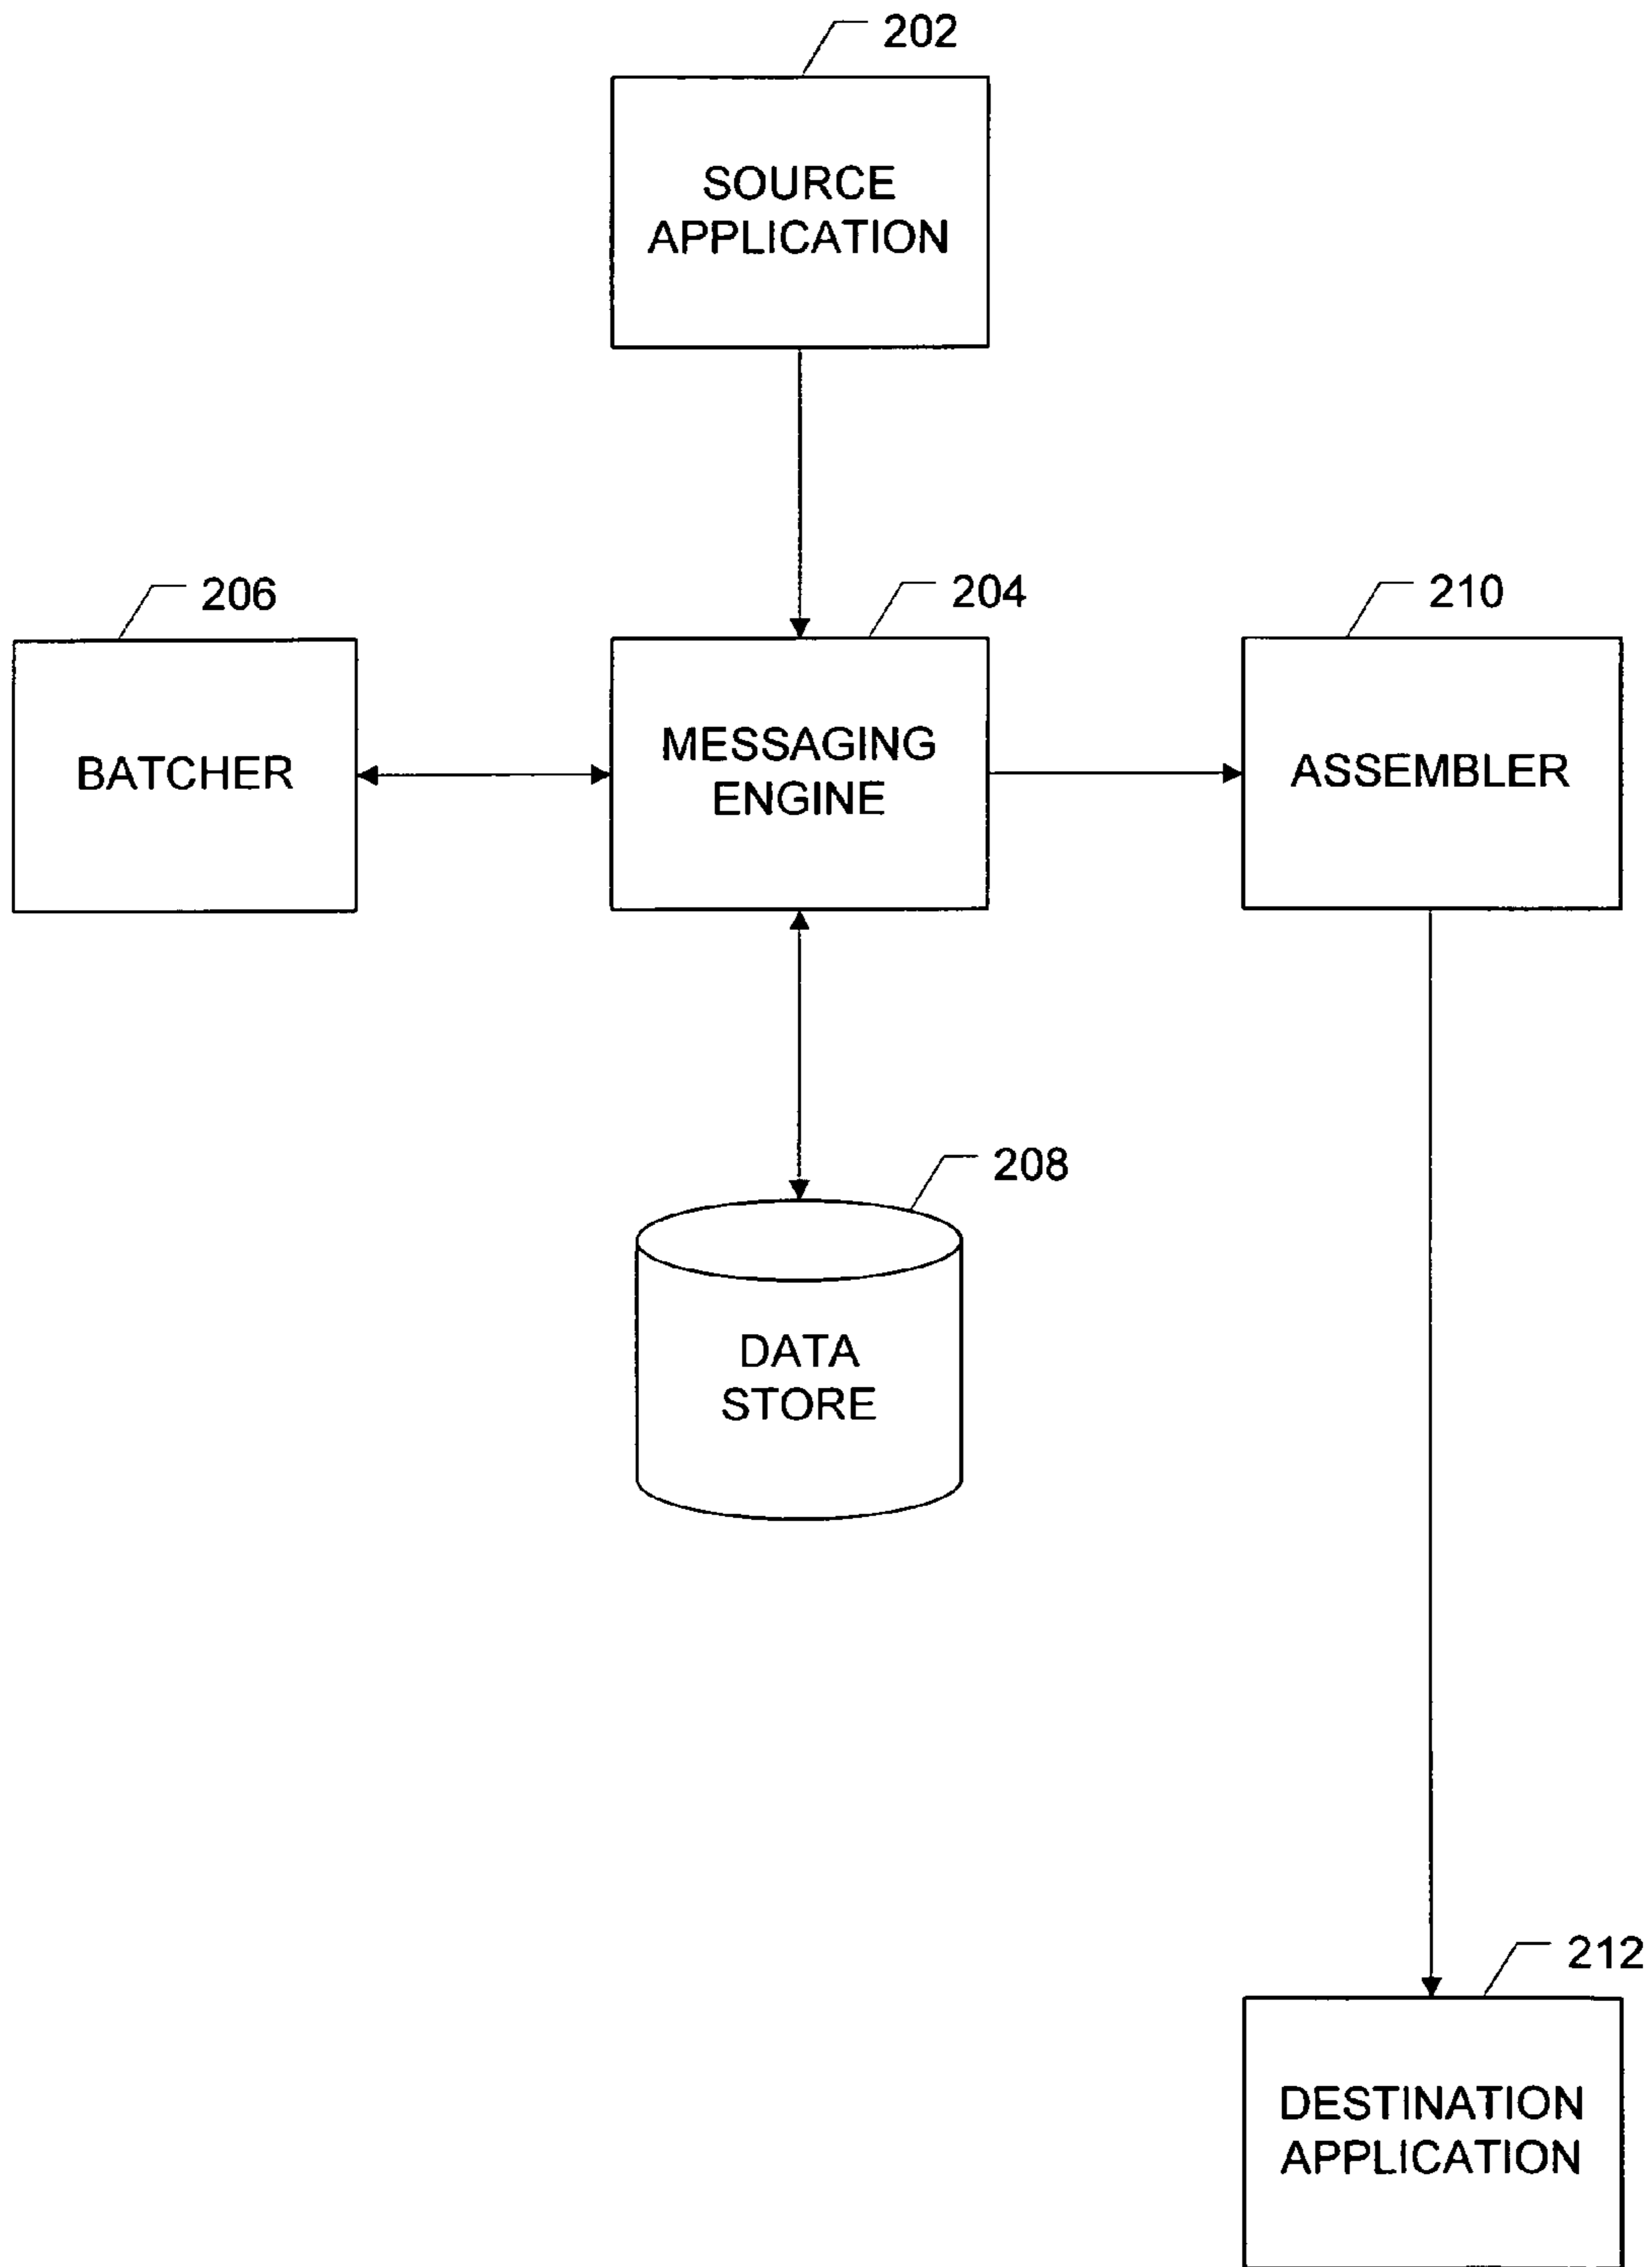 202
SOURCE
APPLICATION
206
204
210
BATCHER
MESSAGING
ENGINE
ASSEMBLER
208
DATA
STORE
212
DESTINATION
APPLICATION